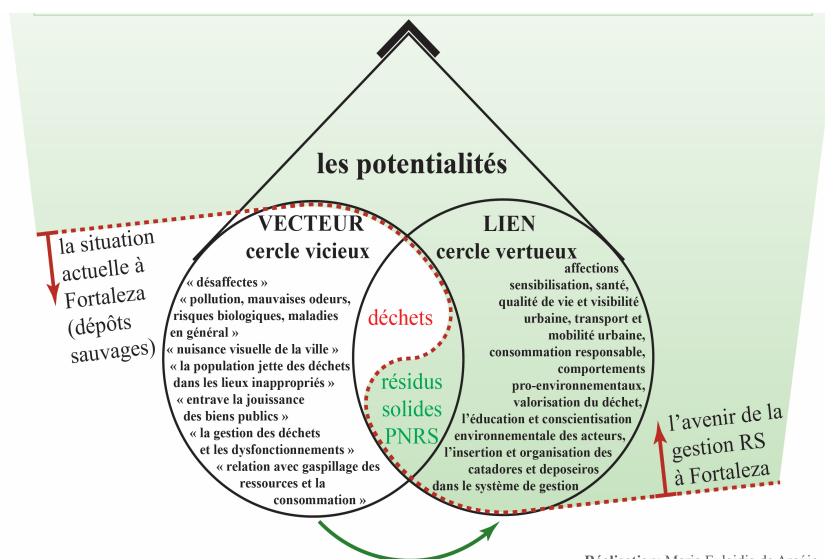 les potentialités
VECTEUR
cercle vicieux
LIEN
cercle vertueux
la situation
actuelle à
Fortaleza
(dépôts
sauvages)
« désaffectes »
« pollution, mauvaises odeurs,
risques biologiques, maladies
en général »
« nuisance visuelle de la ville »
« la population jette des déchets
dans les lieux inappropriés »
« entrave la jouissance
des biens publics »
« la gestion des déchets
et les dysfonctionnements »
« relation avec gaspillage des
ressources et la
consommation »
déchets
résidus
solides
PNRS
affections
sensibilisation, santé,
qualité de vie et visibilité
urbaine, transport et
mobilité urbaine,
consommation responsable,
comportements
pro-environnementaux,
valorisation du déchet,
l'éducation et conscientisation
environnementale des acteurs,
l'insertion et organisation des
catadores et deposeiros
dans le système de gestion
l'avenir de la
gestion RS
à Fortaleza